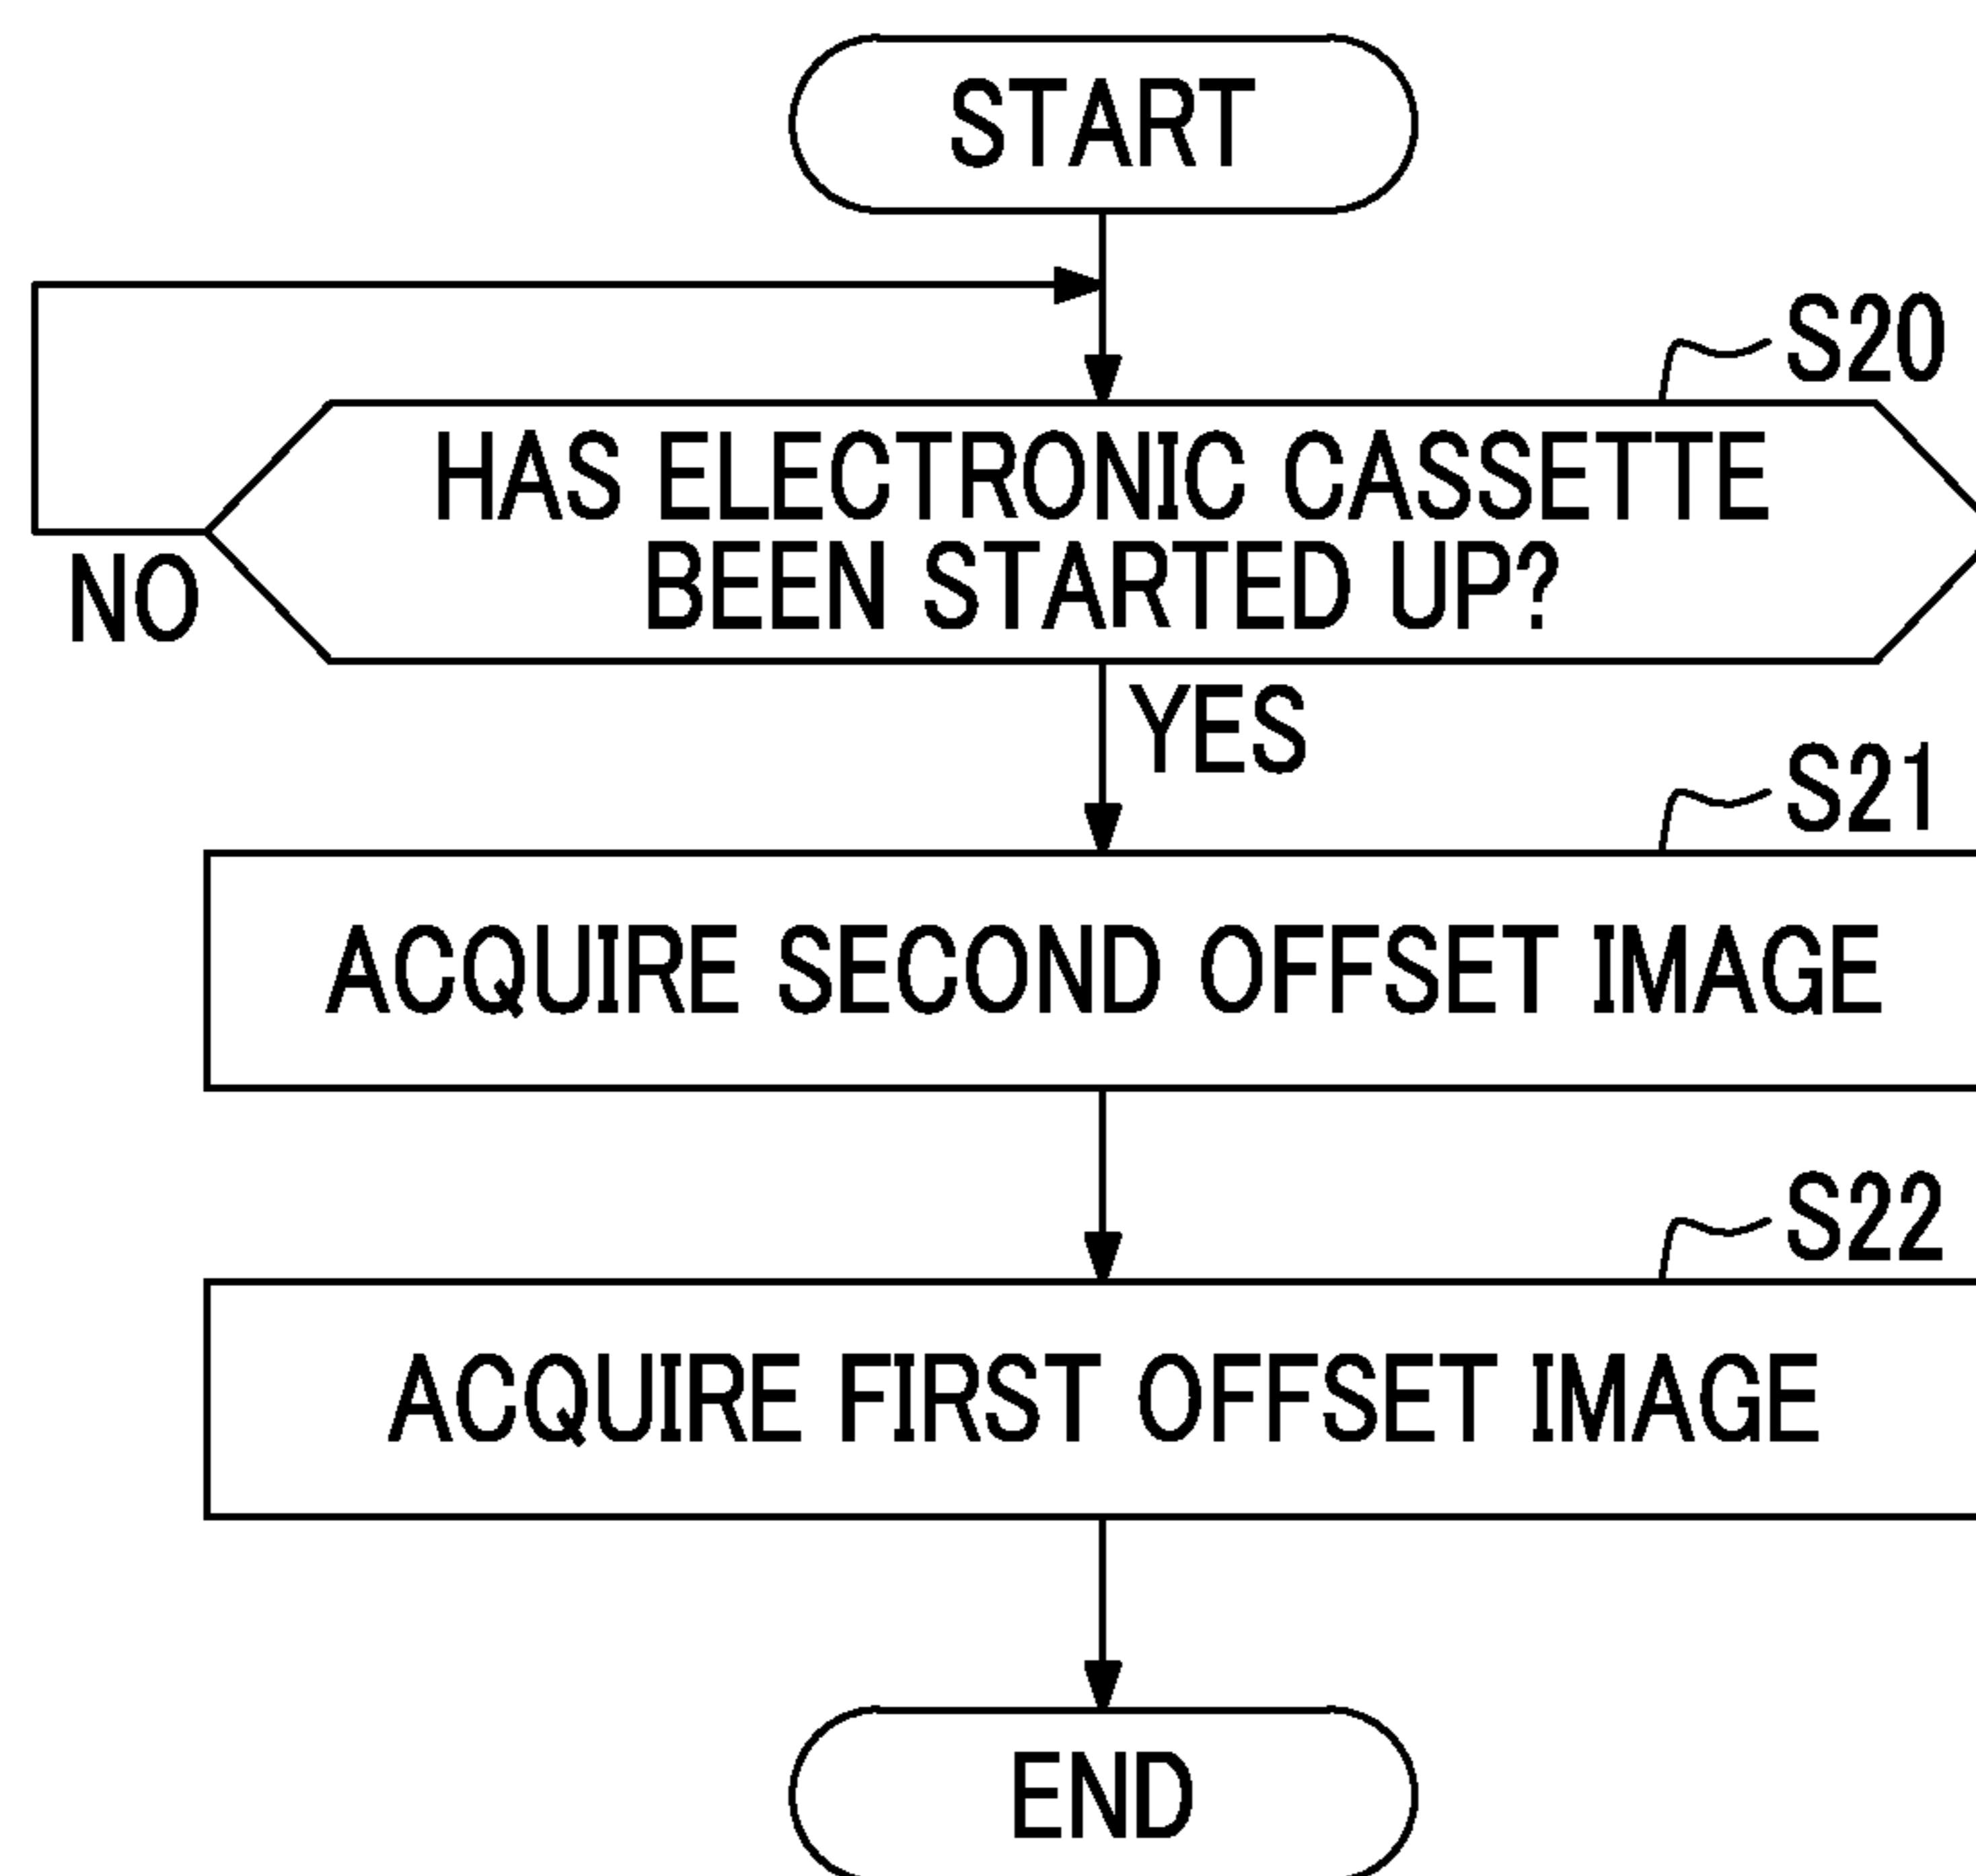 START
S20
HAS ELECTRONIC CASSETTE
BEEN STARTED UP?
NO
YES
S21
ACQUIRE SECOND OFFSET IMAGE
S22
ACQUIRE FIRST OFFSET IMAGE
END